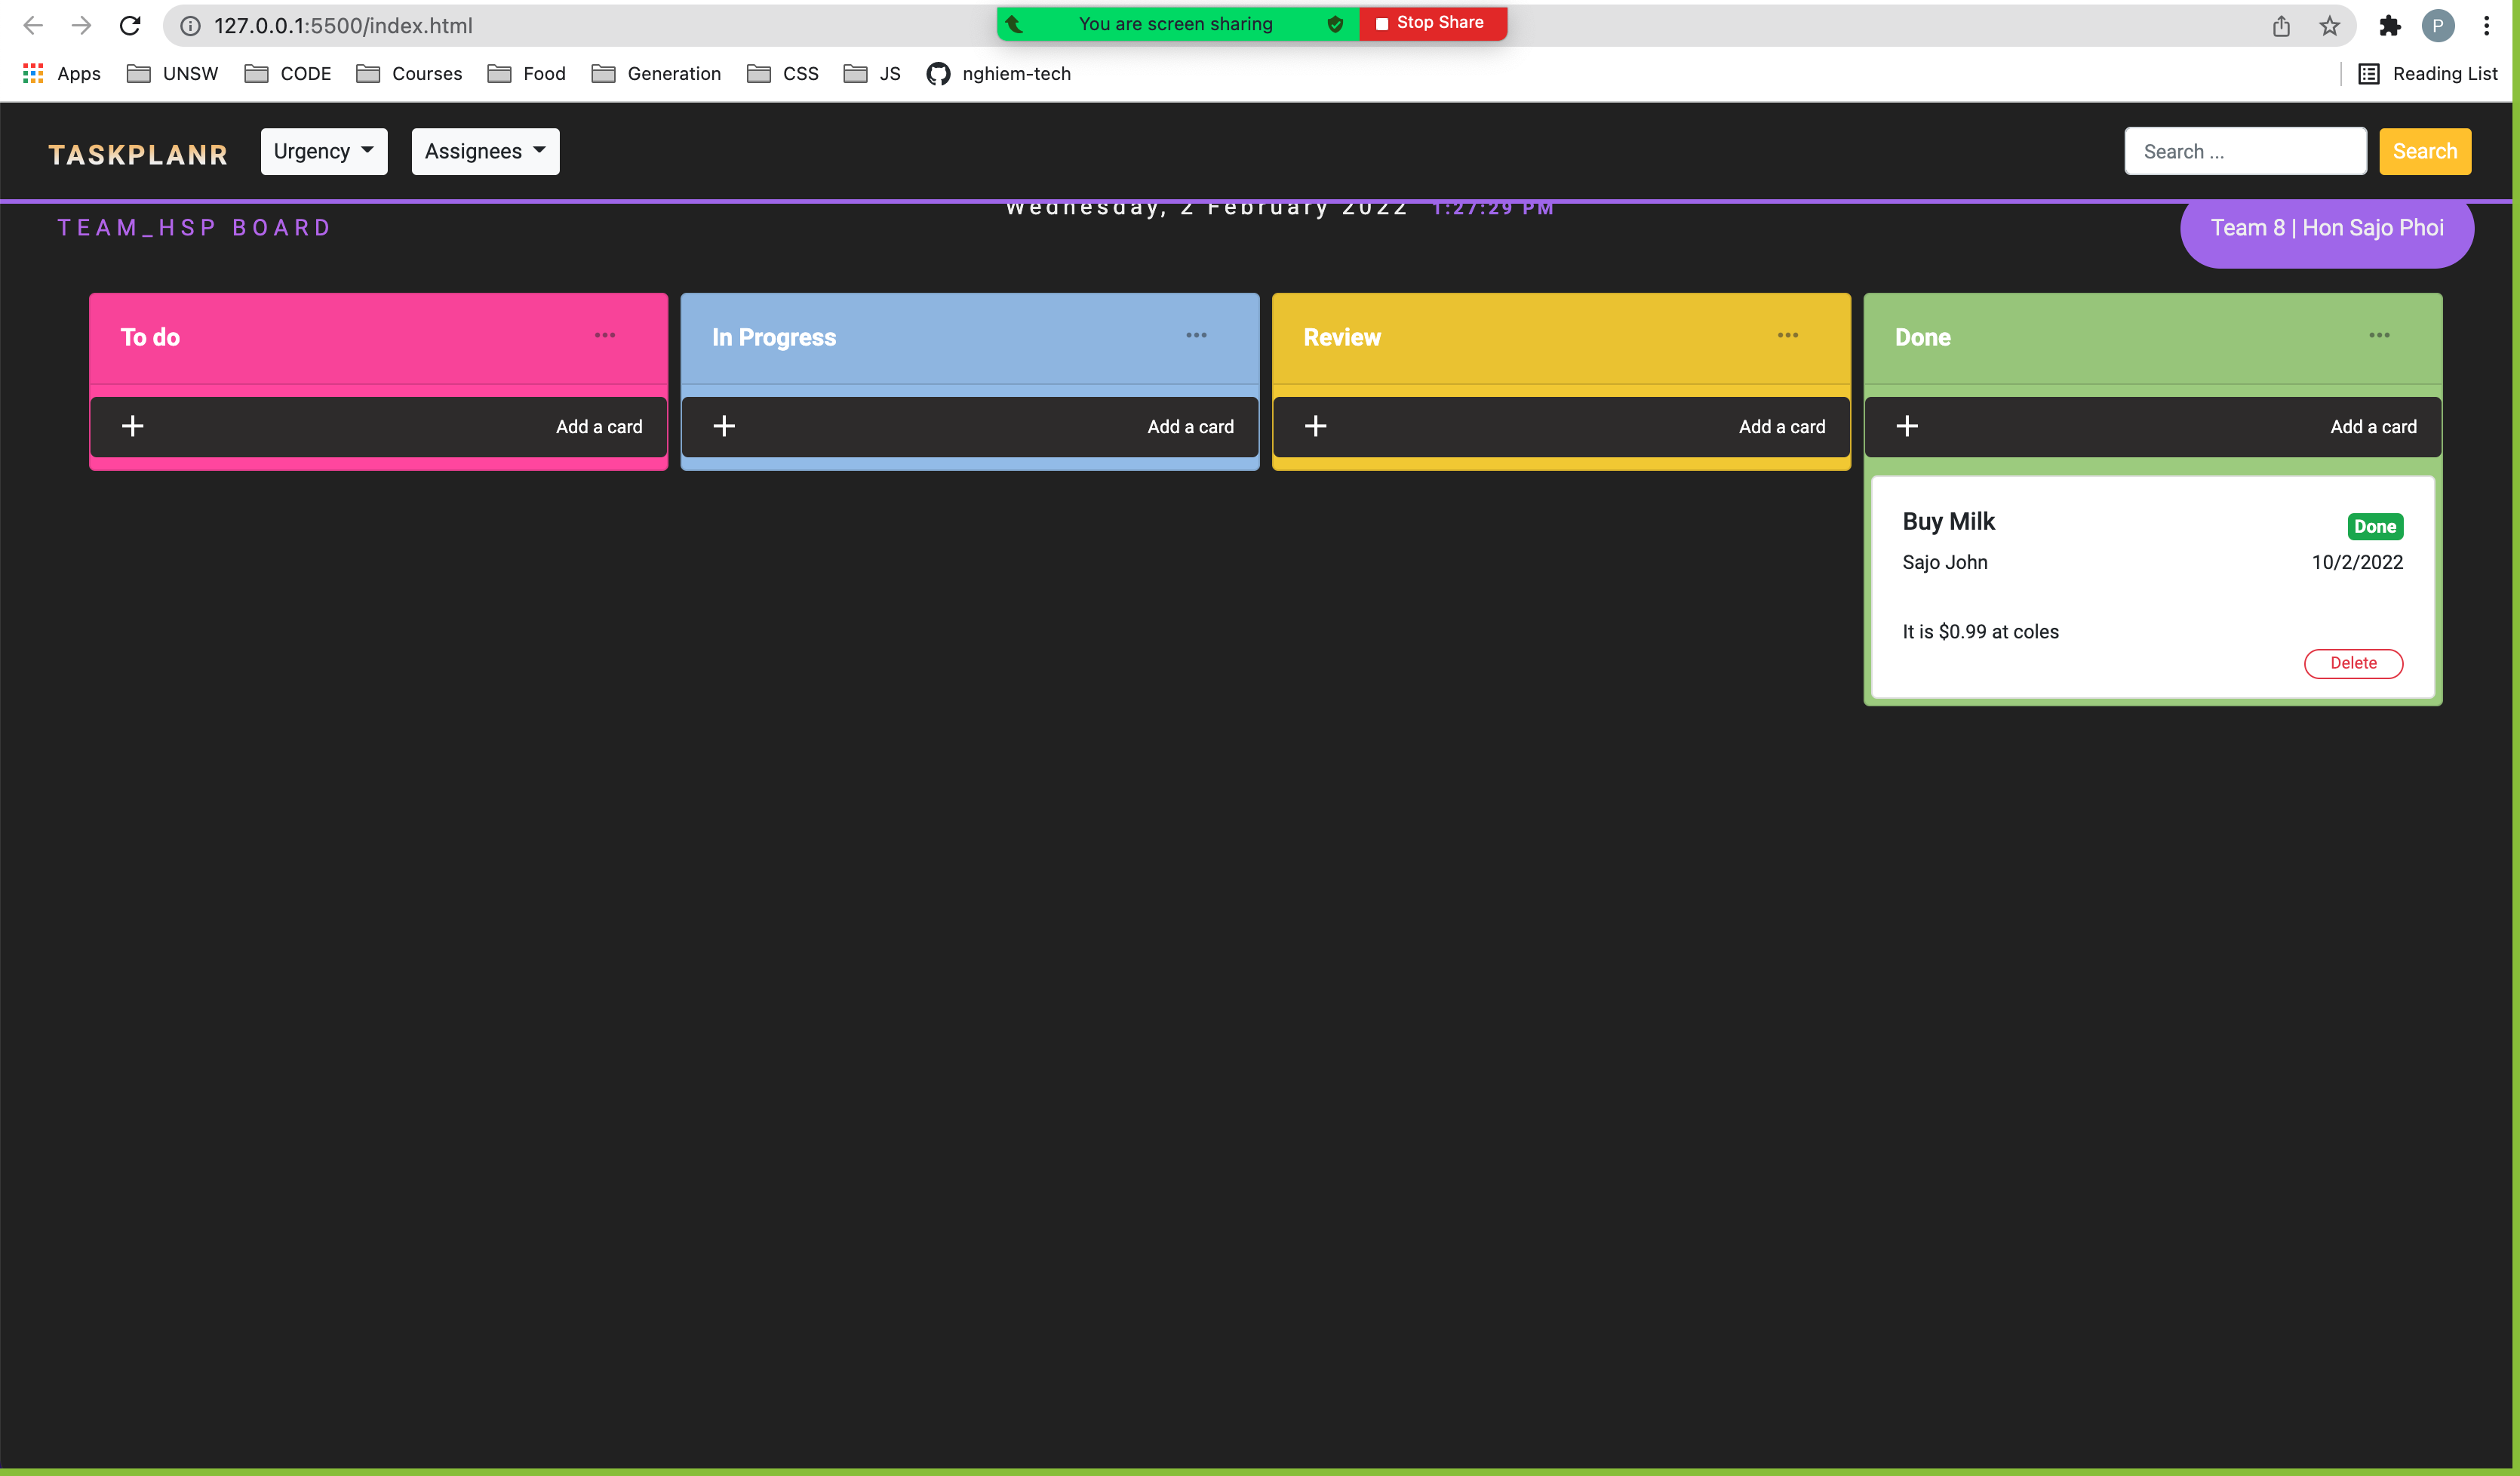 127.0.0.1:5500/index.html
You are screen sharing
Stop Share
P
Apps UNSW CODE Courses Food Generation CSS JS nghiem-tech Reading List
TASKPLANR Urgency Assignees Search ... Search
Wednesday, 2 February 2022 1:27:29 PM
TEAM_HSP BOARD Team 8 | Hon Sajo Phoi
To do ... In Progress ... Review ... Done ...
+ Add a card + Add a card + Add a card + Add a card
Buy Milk Done
Sajo John 10/2/2022
It is $0.99 at coles
Delete